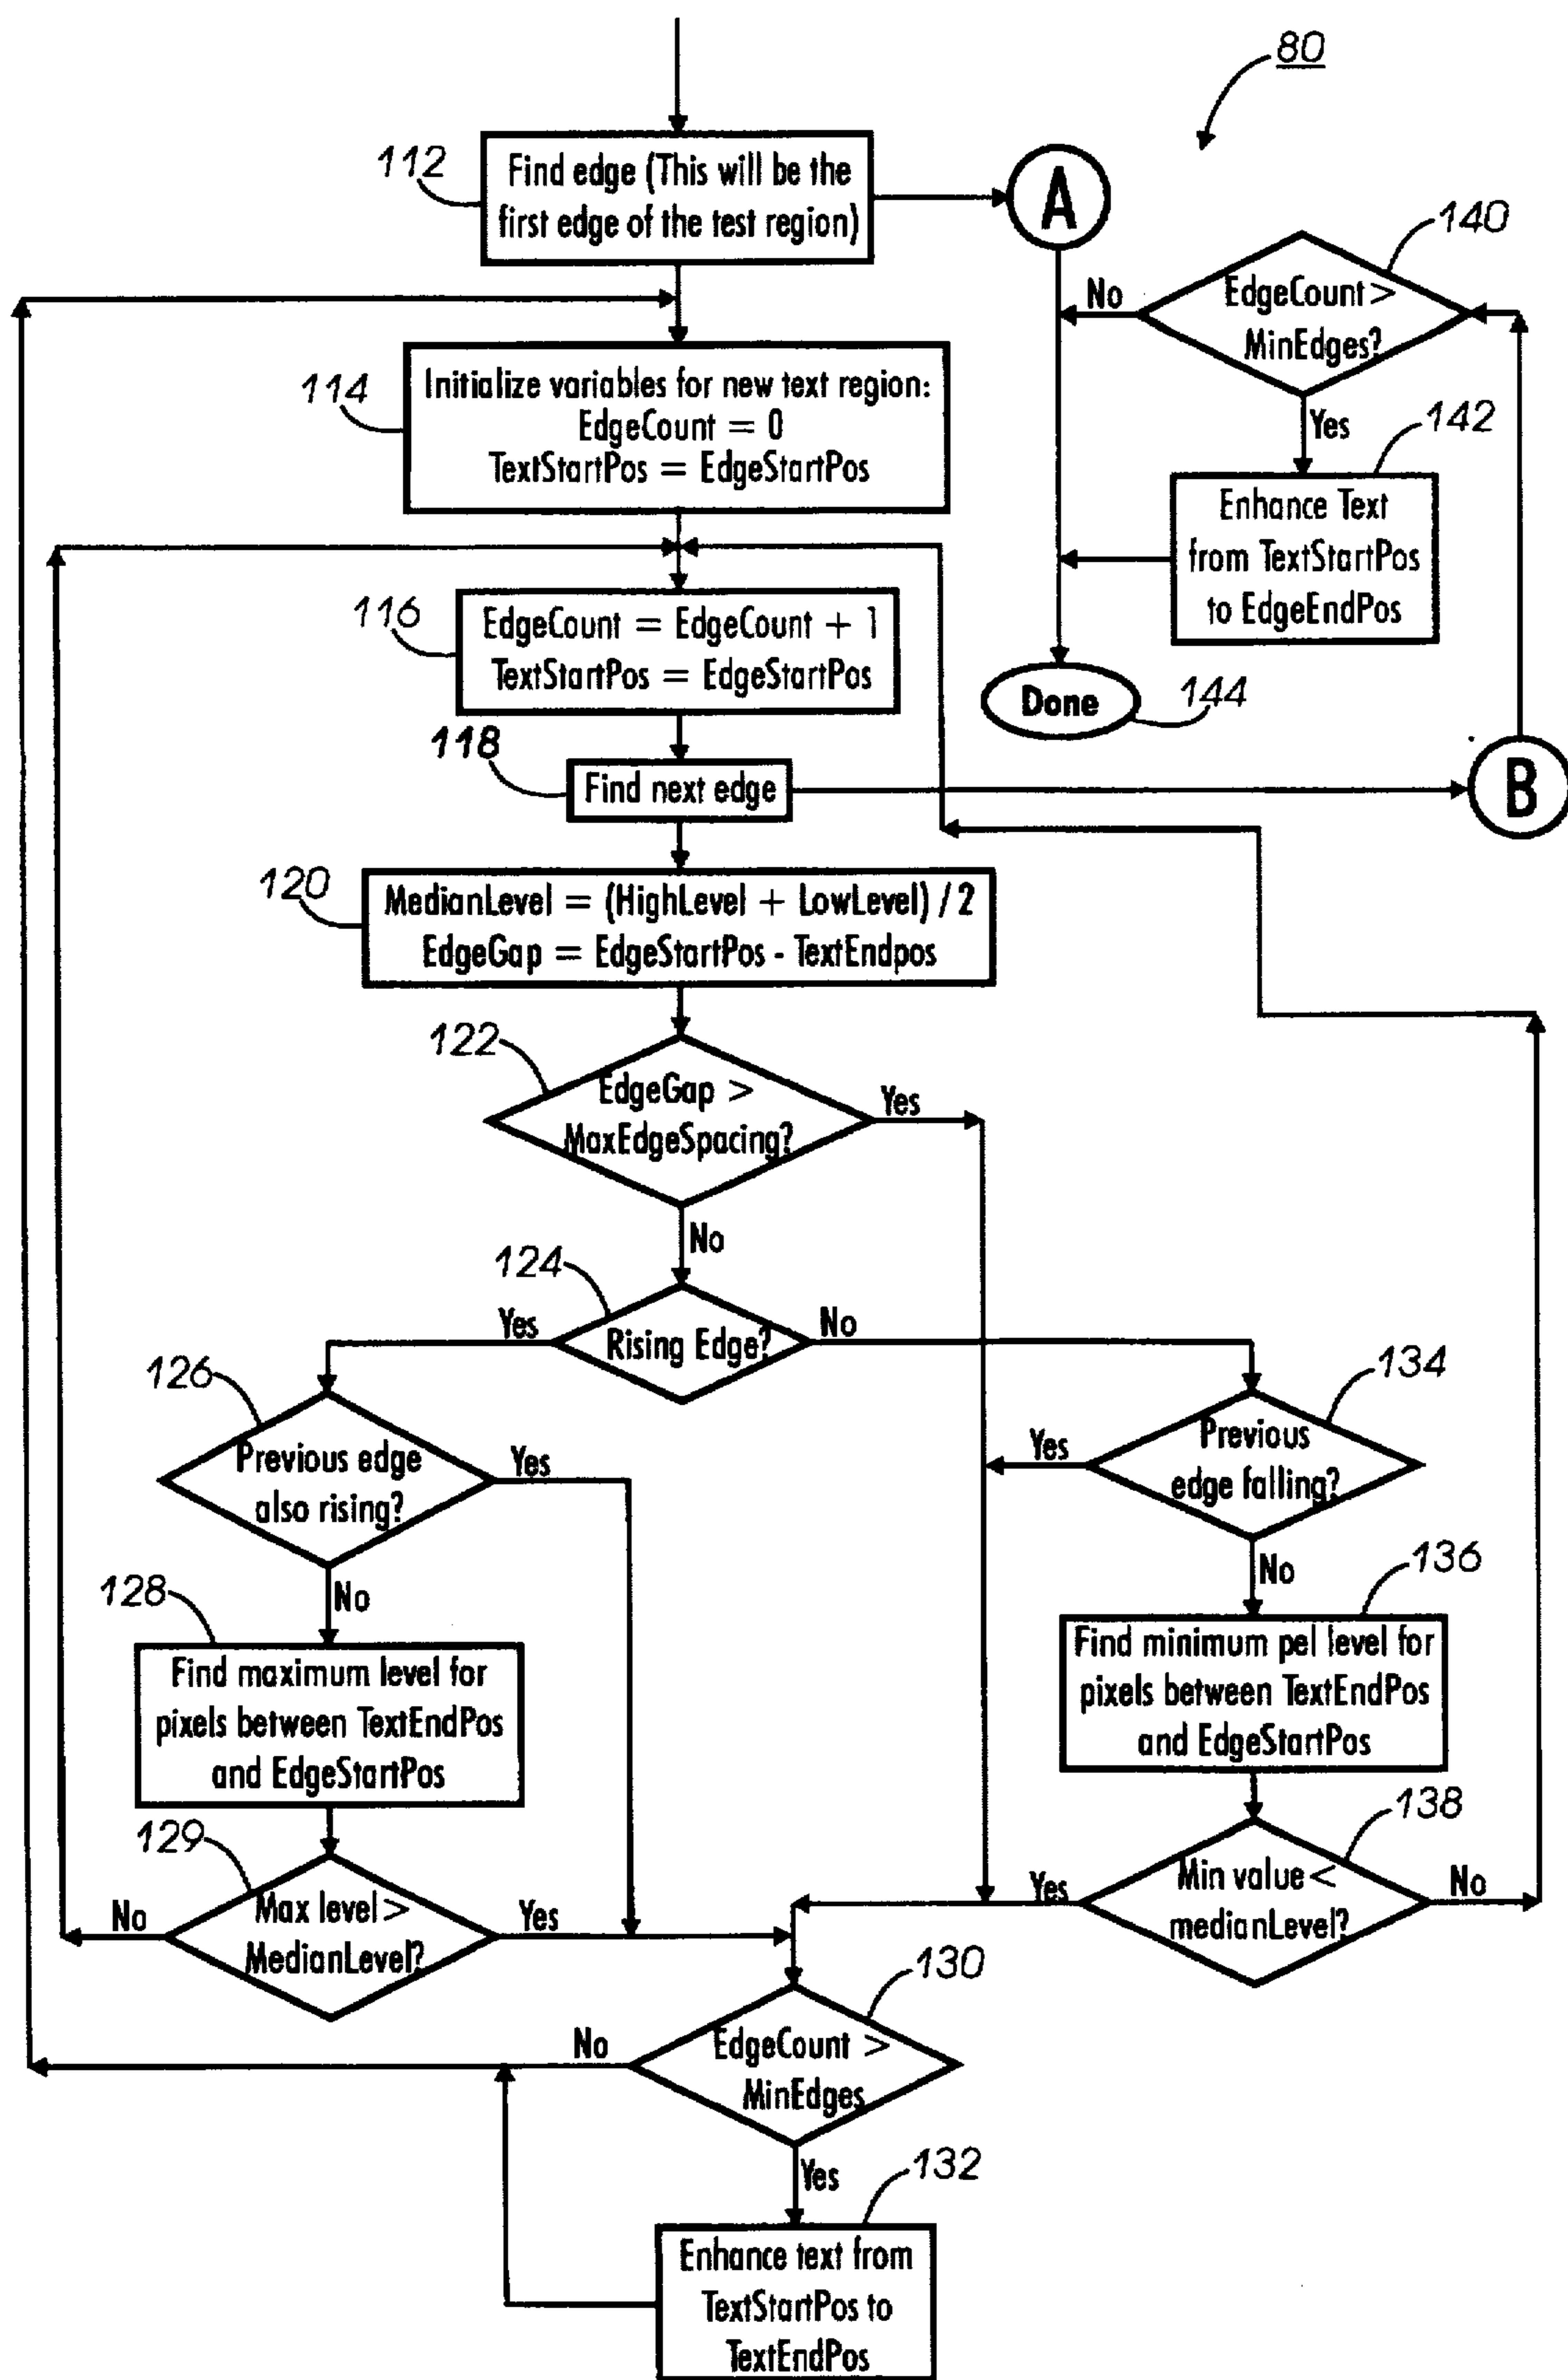 80
112
Find edge (This will be the
first edge of the test region)
A
140
EdgeCount >
MinEdges?
No
Yes
114
Initialize variables for new text region:
EdgeCount = 0
TextStartPos = EdgeStartPos
142
Enhance Text
from TextStartPos
to EdgeEndPos
116
EdgeCount = EdgeCount + 1
TextStartPos = EdgeStartPos
Done
144
118
Find next edge
B
120
MedianLevel = (HighLevel + LowLevel) / 2
EdgeGap = EdgeStartPos - TextEndpos
122
EdgeGap >
MaxEdgeSpacing?
Yes
No
124
Rising Edge?
Yes
No
126
Previous edge
also rising?
Yes
No
134
Previous
edge falling?
Yes
No
128
Find maximum level for
pixels between TextEndPos
and EdgeStartPos
136
Find minimum pel level for
pixels between TextEndPos
and EdgeStartPos
129
Max level >
MedianLevel?
No
Yes
138
Min value <
medianLevel?
Yes
No
130
EdgeCount >
MinEdges
No
Yes
132
Enhance text from
TextStartPos to
TextEndPos